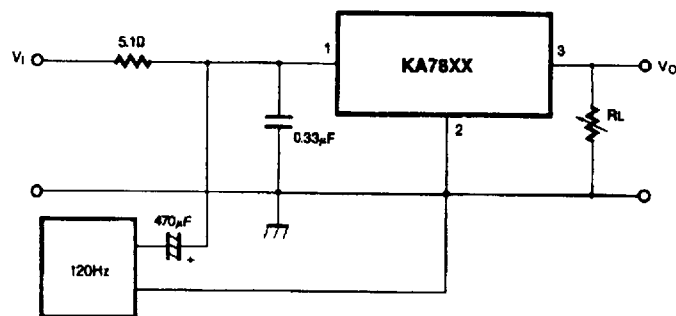 5.1Ω
VI
1
KA78XX
3
VO
2
0.33μF
RL
470μF
+
120Hz